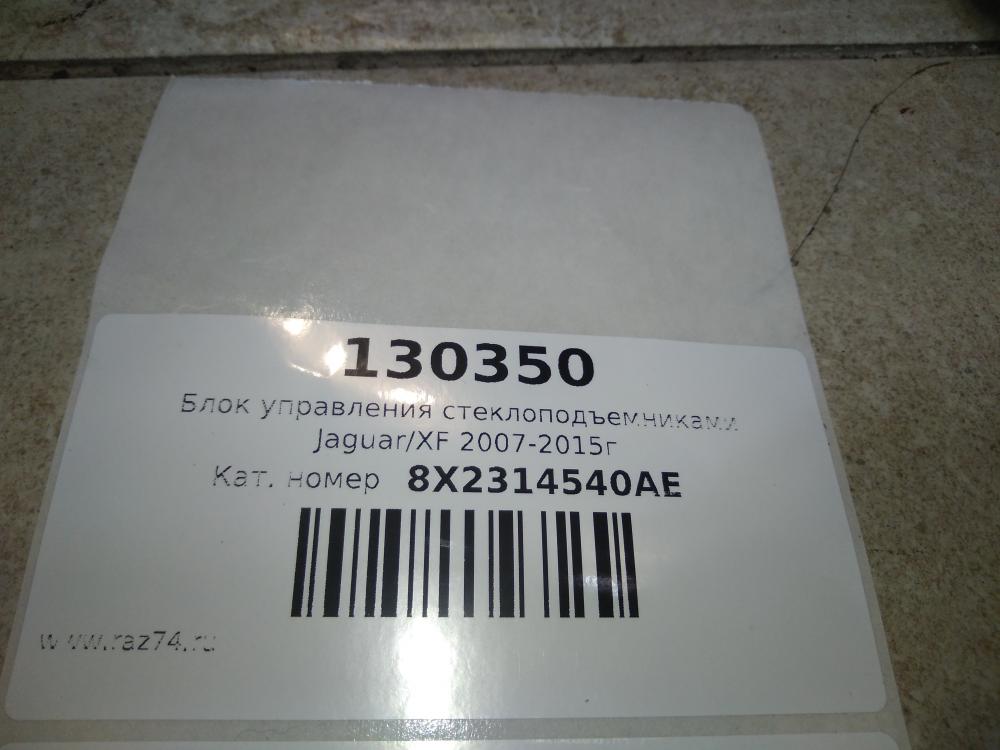 130350
Блок управления стеклоподъемниками
Jaguar/XF 2007-2015г
Кат. номер 8X2314540AE
www.raz74.ru